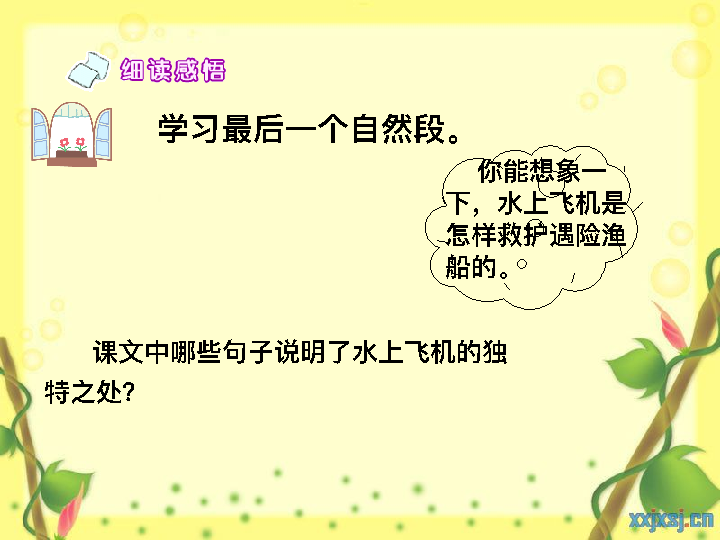 细读感悟
学习最后一个自然段。
你能想象一
下，水上飞机是
怎样救护遇险渔
船的。
课文中哪些句子说明了水上飞机的独
特之处?
xxjxsj.cn